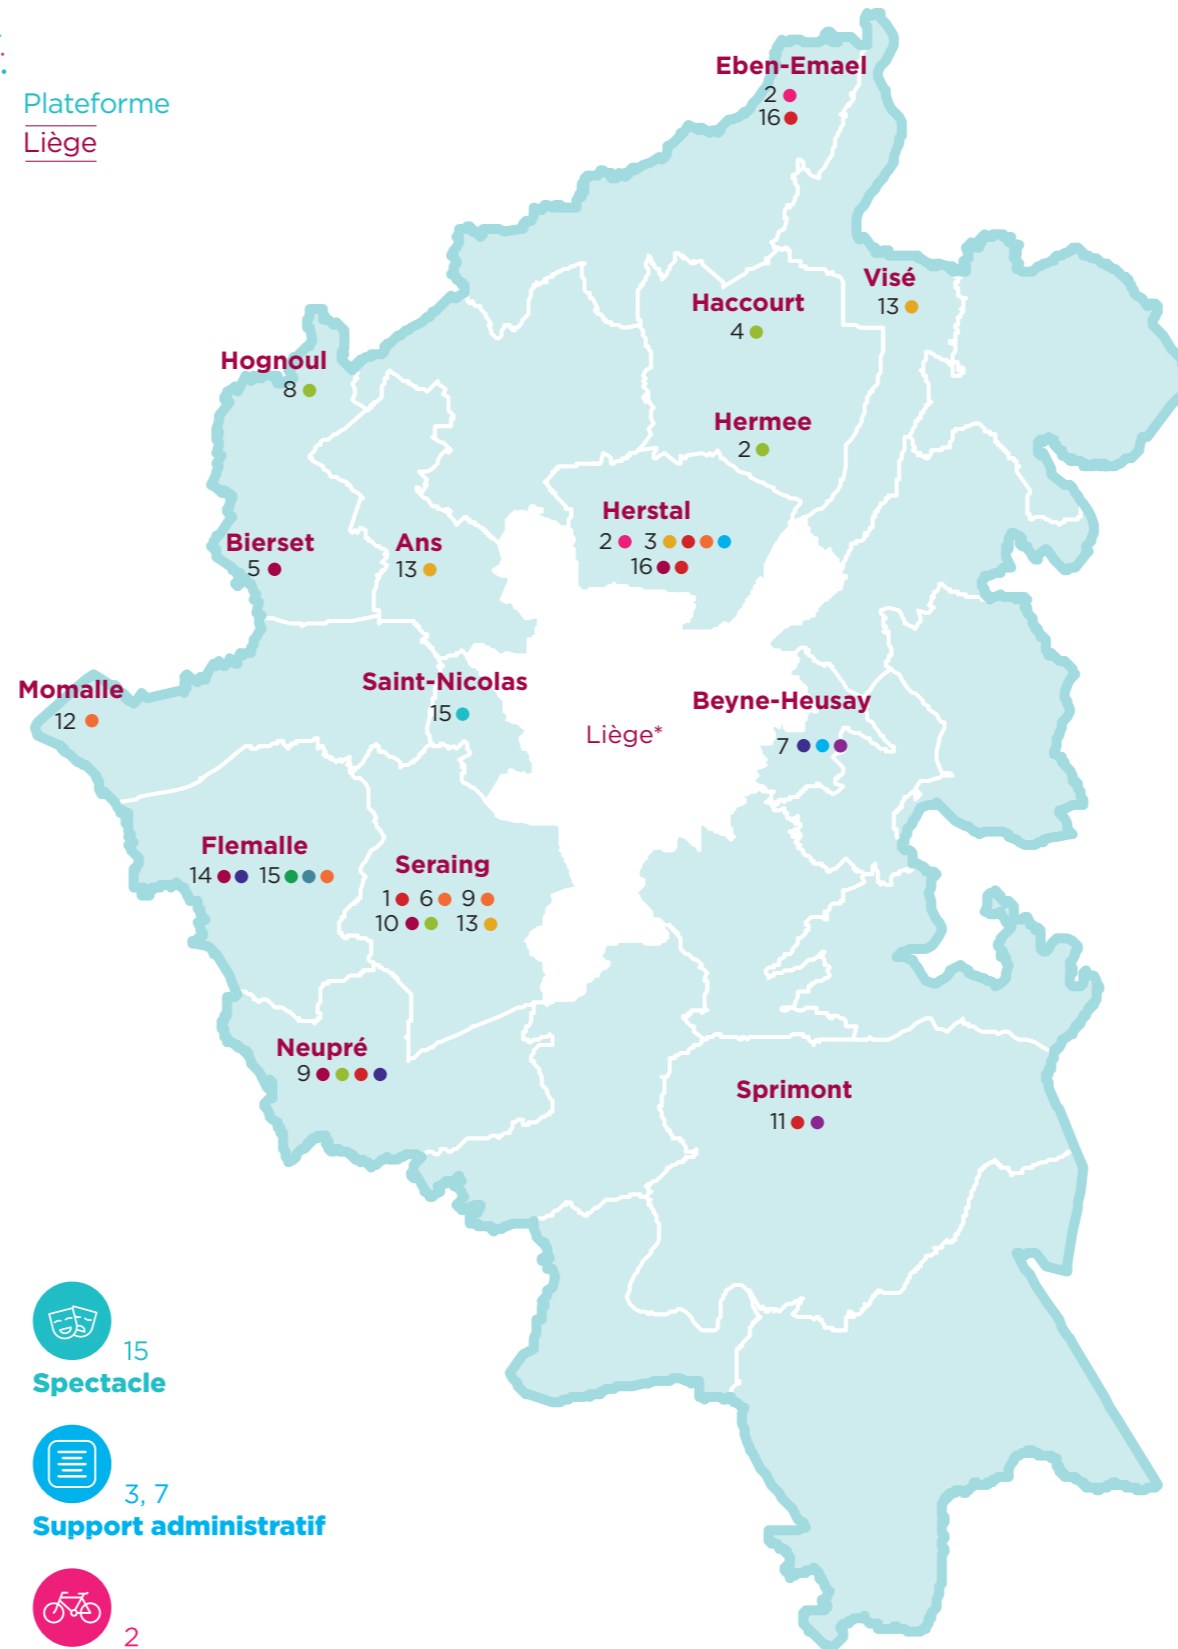 Plateforme
Liège
Eben-Emael
2
16
Visé
13
Haccourt
4
Hognoul
8
Hermee
2
Herstal
2 3
16
Bierset
5
Ans
13
Momalle
12
Saint-Nicolas
15
Liège*
Beyne-Heusay
7
Flemalle
14 15
Seraing
1 6 9
10 13
Neupré
9
Sprimont
11
15
Spectacle
3, 7
Support administratif
2